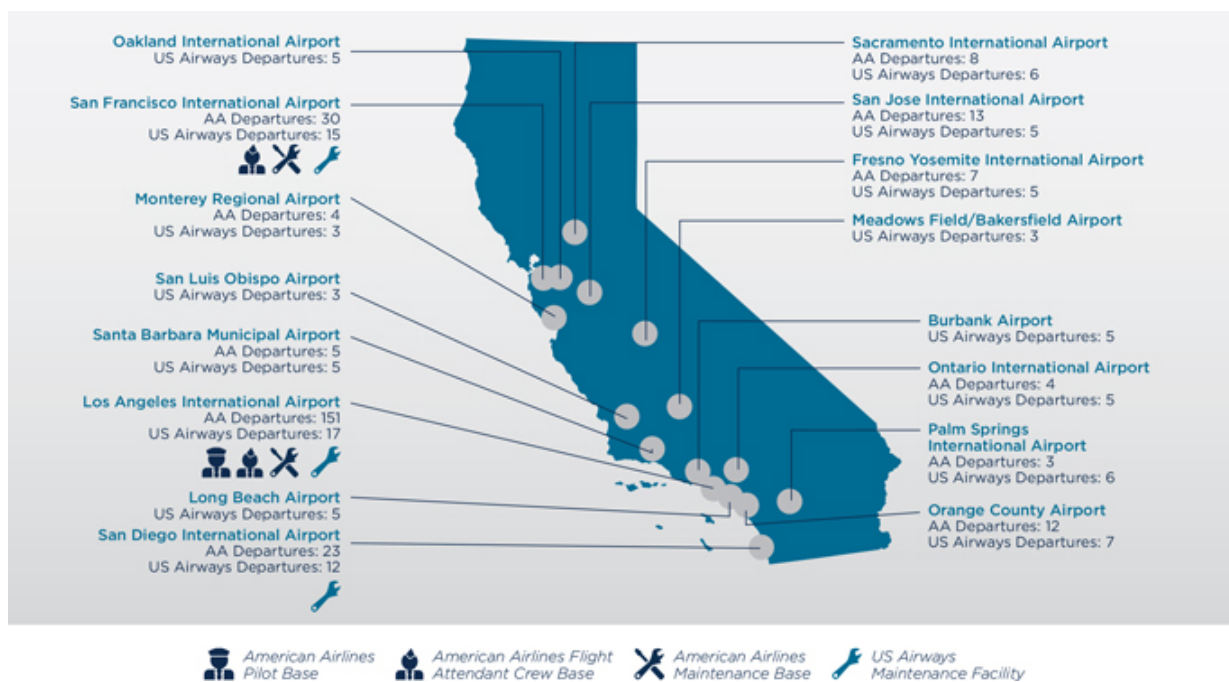 Oakland International Airport
US Airways Departures: 5
San Francisco International Airport
AA Departures: 30
US Airways Departures: 15
Monterey Regional Airport
AA Departures: 4
US Airways Departures: 3
San Luis Obispo Airport
US Airways Departures: 3
Santa Barbara Municipal Airport
AA Departures: 5
US Airways Departures: 5
Los Angeles International Airport
AA Departures: 151
US Airways Departures: 17
Long Beach Airport
US Airways Departures: 5
San Diego International Airport
AA Departures: 23
US Airways Departures: 12
Sacramento International Airport
AA Departures: 8
US Airways Departures: 6
San Jose International Airport
AA Departures: 13
US Airways Departures: 5
Fresno Yosemite International Airport
AA Departures: 7
US Airways Departures: 5
Meadows Field/Bakersfield Airport
US Airways Departures: 3
Burbank Airport
US Airways Departures: 5
Ontario International Airport
AA Departures: 4
US Airways Departures: 5
Palm Springs
International Airport
AA Departures: 3
US Airways Departures: 6
Orange County Airport
AA Departures: 12
US Airways Departures: 7
American Airlines
Pilot Base
American Airlines Flight
Attendant Crew Base
American Airlines
Maintenance Base
US Airways
Maintenance Facility